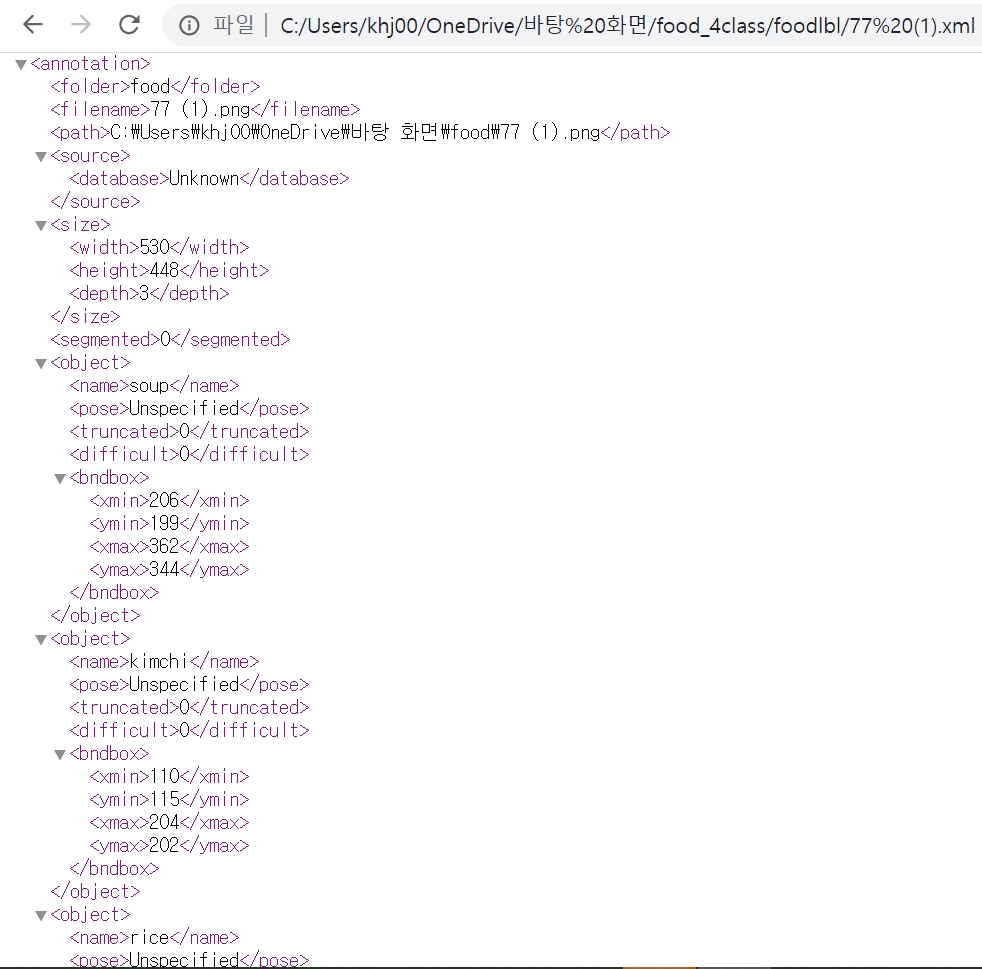 파일 C:/Users/khj00/OneDrive/바탕%20화면/food_4class/foodlbl/77%20(1).xml
<annotation>
<folder>food</folder>
<filename>77 (1).png</filename>
<path>C:₩Users₩khj00₩OneDrive₩바탕 화면₩food₩77 (1).png</path>
<source>
<database>Unknown</database>
</source>
<size>
<width>530</width>
<height>448</height>
<depth>3</depth>
</size>
<segmented>0</segmented>
<object>
<name>soup</name>
<pose>Unspecified</pose>
<truncated>0</truncated>
<difficult>0</difficult>
<bndbox>
<xmin>206</xmin>
<ymin>199</ymin>
<xmax>362</xmax>
<ymax>344</ymax>
</bndbox>
</object>
<object>
<name>kimchi</name>
<pose>Unspecified</pose>
<truncated>0</truncated>
<difficult>0</difficult>
<bndbox>
<xmin>110</xmin>
<ymin>115</ymin>
<xmax>204</xmax>
<ymax>202</ymax>
</bndbox>
</object>
<object>
<name>rice</name>
<pose>Unspecified</pose>